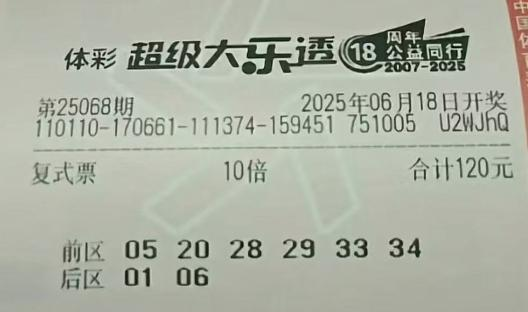 体彩 超级大乐透 18 周年 公益同行 2007-2025
第25068期 2025年06月18日开奖
110110-170661-111374-159451 751005 U2WJhQ
复式票 10倍 合计120元
前区 05 20 28 29 33 34
后区 01 06